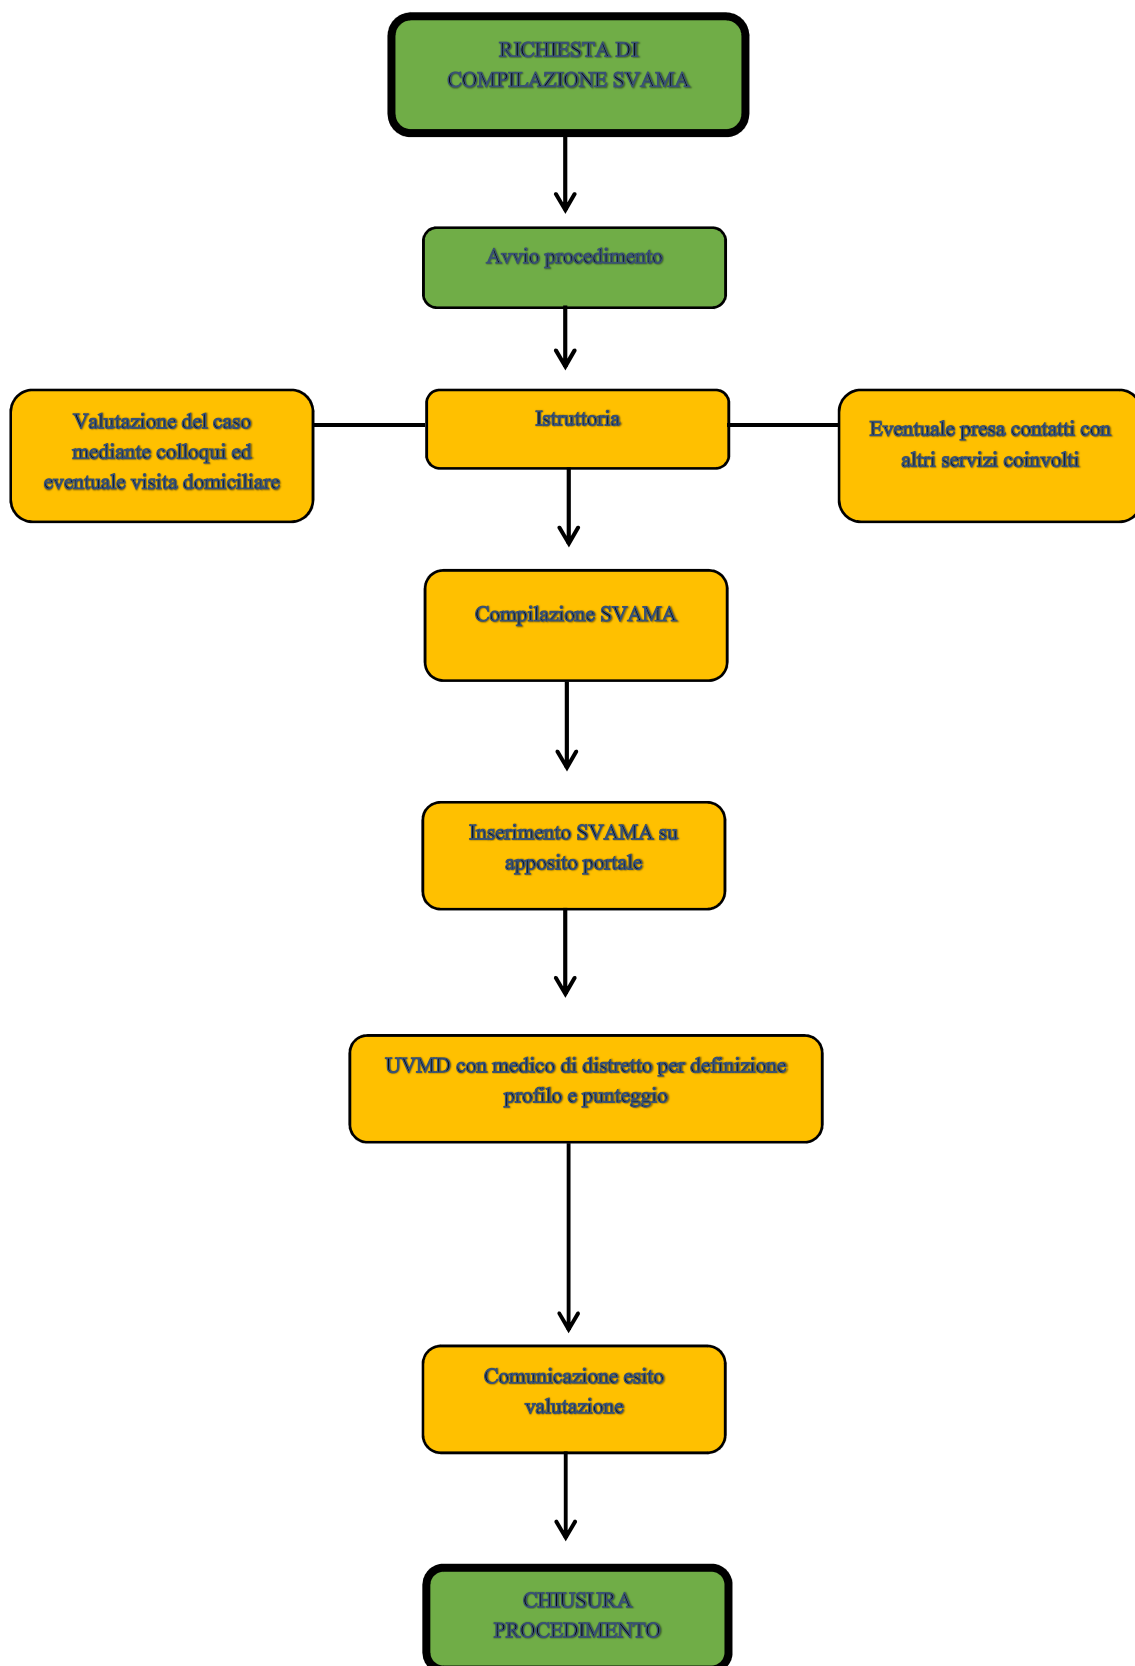 RICHIESTA DI
COMPILAZIONE SVAMA
Avvio procedimento
Valutazione del caso
mediante colloqui ed
eventuale visita domiciliare
Istruttoria
Eventuale presa contatti con
altri servizi coinvolti
Compilazione SVAMA
Inserimento SVAMA su
apposito portale
UVMD con medico di distretto per definizione
profilo e punteggio
Comunicazione esito
valutazione
CHIUSURA
PROCEDIMENTO